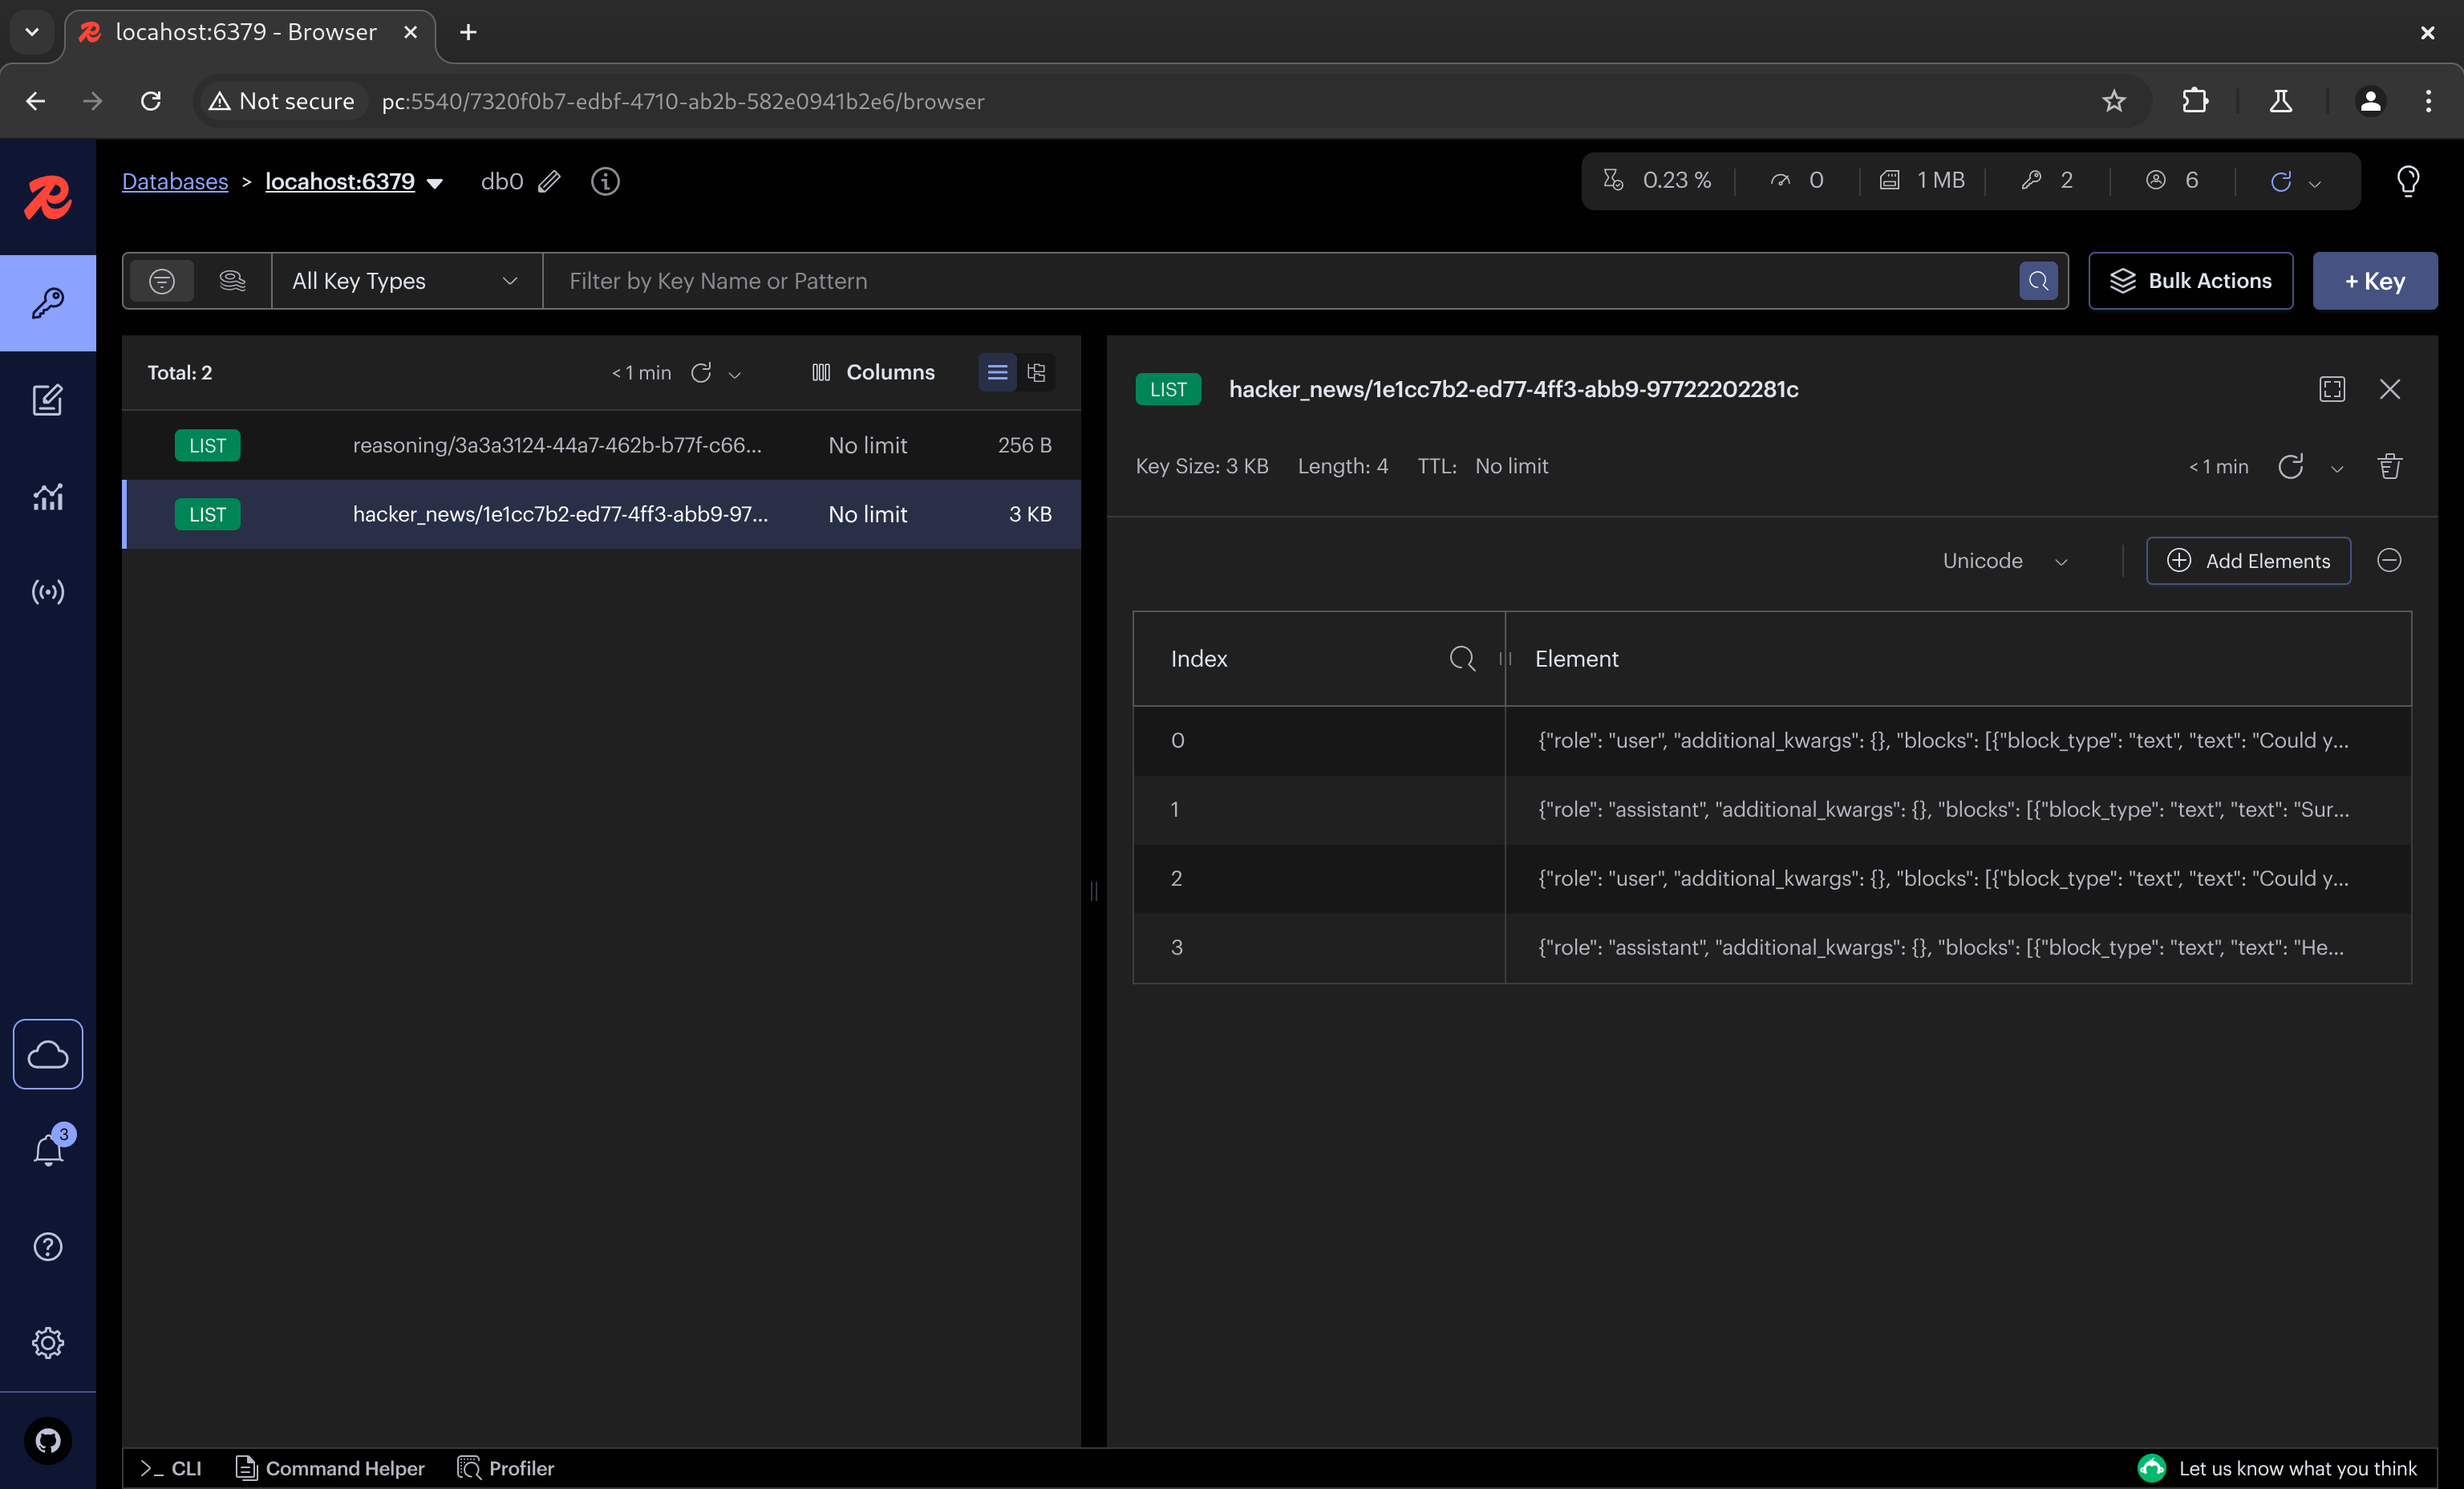 locahost:6379 - Browser
Not secure
pc:5540/7320f0b7-edbf-4710-ab2b-582e0941b2e6/browser
Databases > locahost:6379 db0
0.23 % 0 1 MB 2 6
All Key Types
Filter by Key Name or Pattern
Bulk Actions
+ Key
Total: 2 < 1 min Columns
LIST reasoning/3a3a3124-44a7-462b-b77f-c66... No limit 256 B
LIST hacker_news/1e1cc7b2-ed77-4ff3-abb9-97... No limit 3 KB
LIST hacker_news/1e1cc7b2-ed77-4ff3-abb9-97722202281c
Key Size: 3 KB Length: 4 TTL: No limit < 1 min
Unicode Add Elements
Index Element
0 {"role": "user", "additional_kwargs": {}, "blocks": [{"block_type": "text", "text": "Could y...
1 {"role": "assistant", "additional_kwargs": {}, "blocks": [{"block_type": "text", "text": "Sur...
2 {"role": "user", "additional_kwargs": {}, "blocks": [{"block_type": "text", "text": "Could y...
3 {"role": "assistant", "additional_kwargs": {}, "blocks": [{"block_type": "text", "text": "He...
3
>_ CLI Command Helper Profiler
Let us know what you think